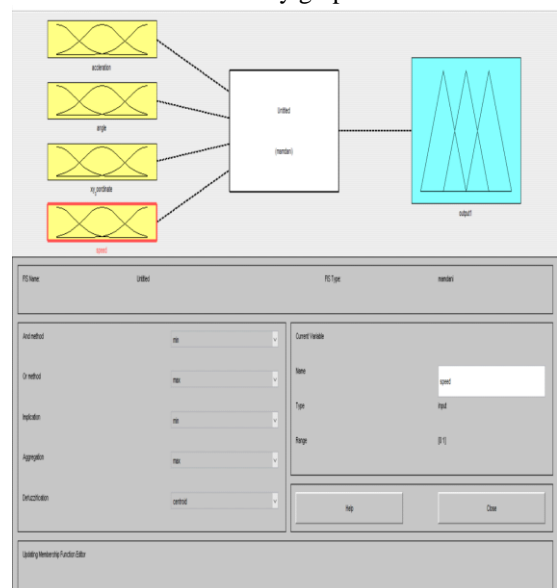 acceleration
angle
xy_cordinate
speed
Untitled
(mamdani)
output1
FIS Name: Untitled FIS Type: mamdani
And method min
Or method max
Implication min
Aggregation max
Defuzzification centroid
Current Variable
Name speed
Type input
Range [0 1]
Help Close
Updating Membership Function Editor